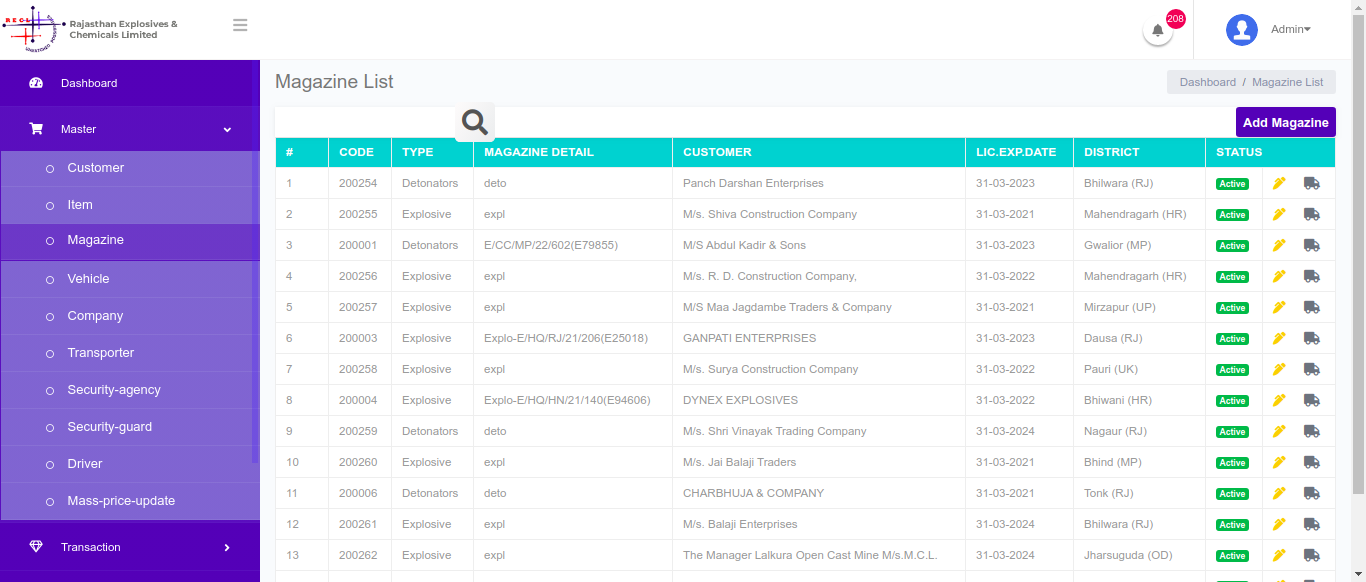 RECL
Rajasthan Explosives &
Chemicals Limited
208
Admin
Dashboard
Master
Customer
Item
Magazine
Vehicle
Company
Transporter
Security-agency
Security-guard
Driver
Mass-price-update
Transaction
Magazine List
Dashboard / Magazine List
Add Magazine
# CODE TYPE MAGAZINE DETAIL CUSTOMER LIC.EXP.DATE DISTRICT STATUS
1 200254 Detonators deto Panch Darshan Enterprises 31-03-2023 Bhilwara (RJ) Active
2 200255 Explosive expl M/s. Shiva Construction Company 31-03-2021 Mahendragarh (HR) Active
3 200001 Detonators E/CC/MP/22/602(E79855) M/S Abdul Kadir & Sons 31-03-2023 Gwalior (MP) Active
4 200256 Explosive expl M/s. R. D. Construction Company, 31-03-2022 Mahendragarh (HR) Active
5 200257 Explosive expl M/S Maa Jagdambe Traders & Company 31-03-2021 Mirzapur (UP) Active
6 200003 Explosive Explo-E/HQ/RJ/21/206(E25018) GANPATI ENTERPRISES 31-03-2023 Dausa (RJ) Active
7 200258 Explosive expl M/s. Surya Construction Company 31-03-2022 Pauri (UK) Active
8 200004 Explosive Explo-E/HQ/HN/21/140(E94606) DYNEX EXPLOSIVES 31-03-2022 Bhiwani (HR) Active
9 200259 Detonators deto M/s. Shri Vinayak Trading Company 31-03-2024 Nagaur (RJ) Active
10 200260 Explosive expl M/s. Jai Balaji Traders 31-03-2021 Bhind (MP) Active
11 200006 Detonators deto CHARBHUJA & COMPANY 31-03-2021 Tonk (RJ) Active
12 200261 Explosive expl M/s. Balaji Enterprises 31-03-2024 Bhilwara (RJ) Active
13 200262 Explosive expl The Manager Lalkura Open Cast Mine M/s.M.C.L. 31-03-2024 Jharsuguda (OD) Active